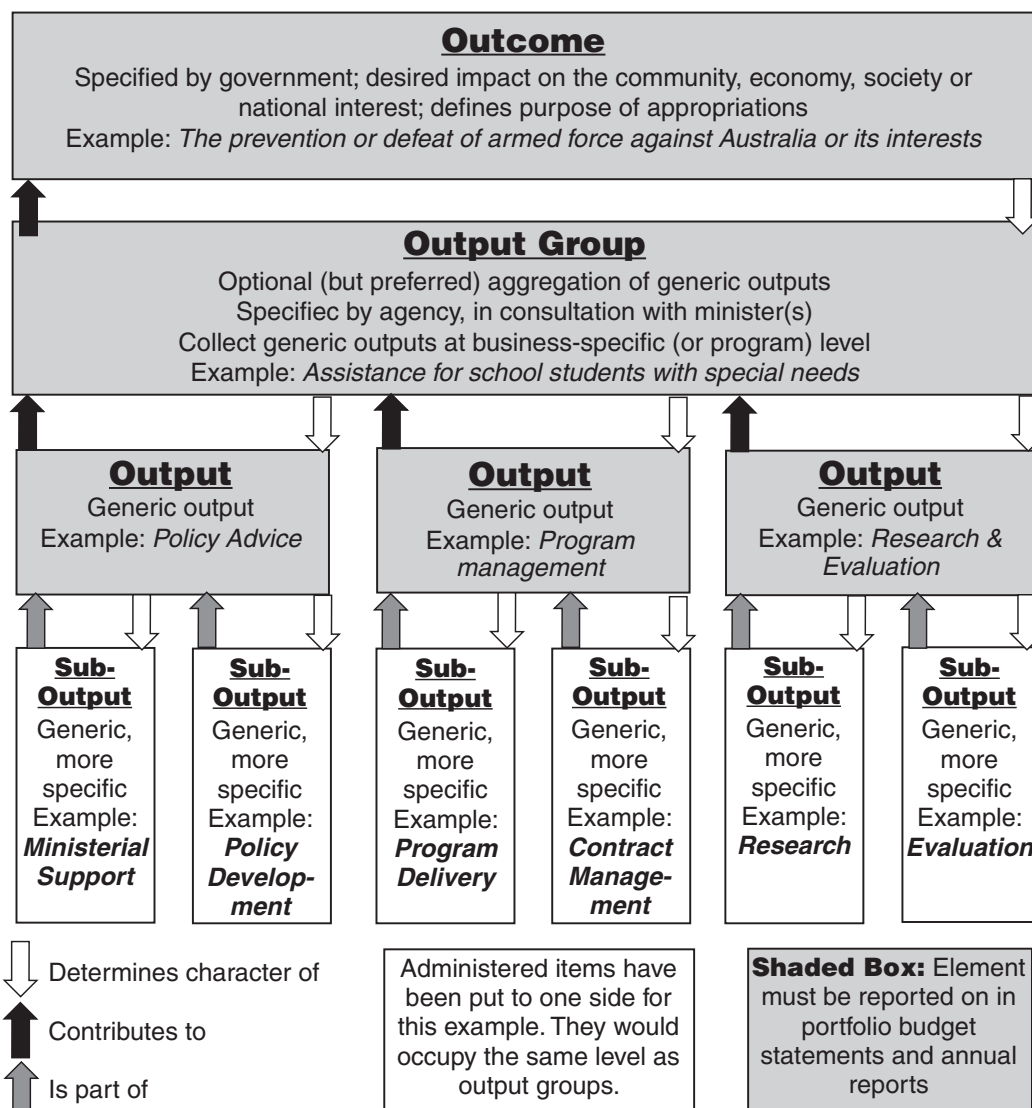 Outcome
Specified by government; desired impact on the community, economy, society or
national interest; defines purpose of appropriations
Example: The prevention or defeat of armed force against Australia or its interests
Output Group
Optional (but preferred) aggregation of generic outputs
Specifiec by agency, in consultation with minister(s)
Collect generic outputs at business-specific (or program) level
Example: Assistance for school students with special needs
Output
Generic output
Example: Policy Advice
Output
Generic output
Example: Program
management
Output
Generic output
Example: Research &
Evaluation
Sub-
Output
Generic,
more
specific
Example:
Ministerial
Support
Sub-
Output
Generic,
more
specific
Example:
Policy
Develop-
ment
Sub-
Output
Generic,
more
specific
Example:
Program
Delivery
Sub-
Output
Generic,
more
specific
Example:
Contract
Manage-
ment
Sub-
Output
Generic,
more
specific
Example:
Research
Sub-
Output
Generic,
more
specific
Example:
Evaluation
Determines character of
Contributes to
Is part of
Administered items have
been put to one side for
this example. They would
occupy the same level as
output groups.
Shaded Box: Element
must be reported on in
portfolio budget
statements and annual
reports